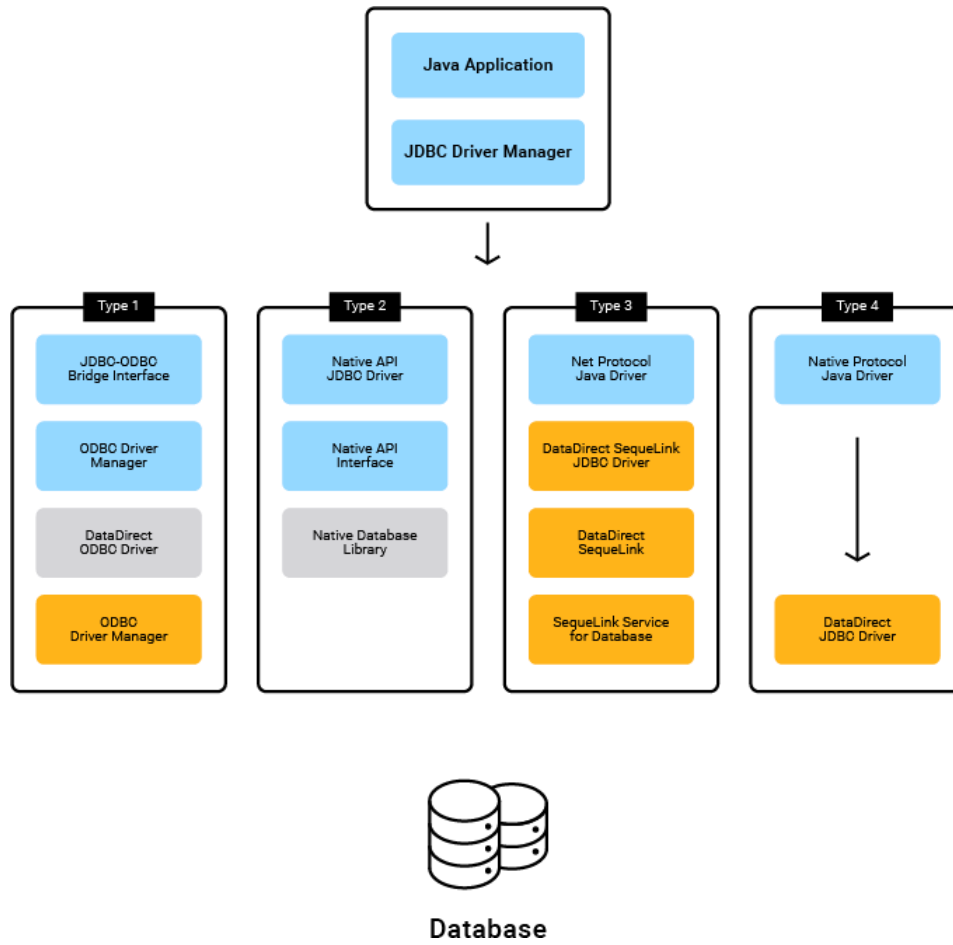 Java Application
JDBC Driver Manager
Type 1
JDBC-ODBC
Bridge Interface
ODBC Driver
Manager
DataDirect
ODBC Driver
ODBC
Driver Manager
Type 2
Native API
JDBC Driver
Native API
Interface
Native Database
Library
Type 3
Net Protocol
Java Driver
DataDirect SequeLink
JDBC Driver
DataDirect
SequeLink
SequeLink Service
for Database
Type 4
Native Protocol
Java Driver
DataDirect
JDBC Driver
Database